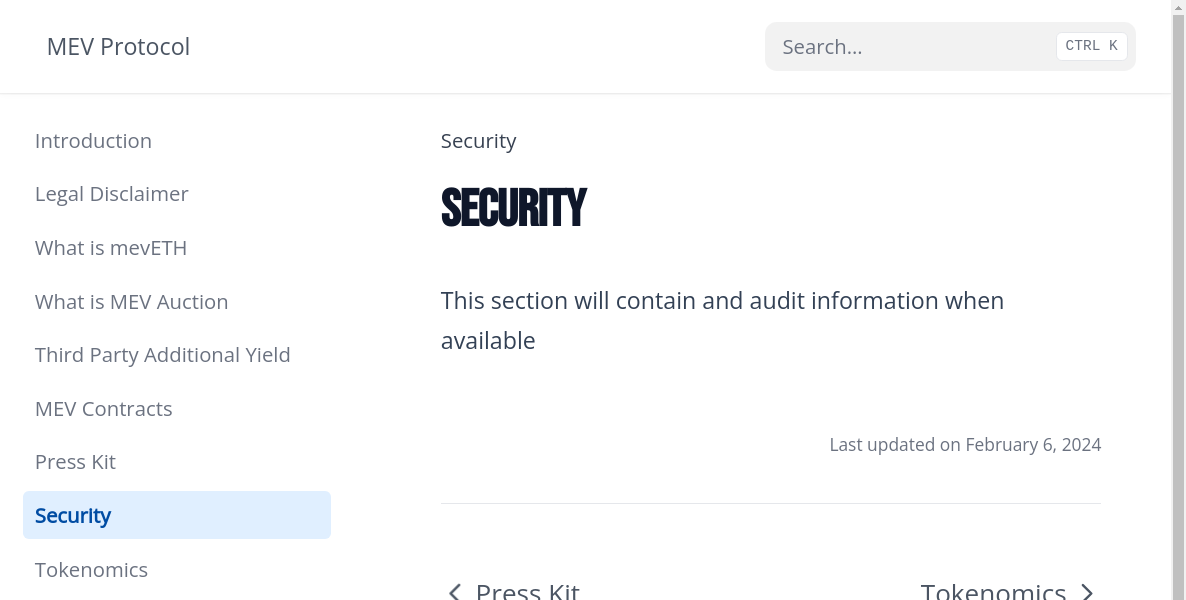 MEV Protocol
Search...
CTRL K
Introduction
Legal Disclaimer
What is mevETH
What is MEV Auction
Third Party Additional Yield
MEV Contracts
Press Kit
Security
Tokenomics
Security
SECURITY
This section will contain and audit information when
available
Last updated on February 6, 2024
Press Kit
Tokenomics